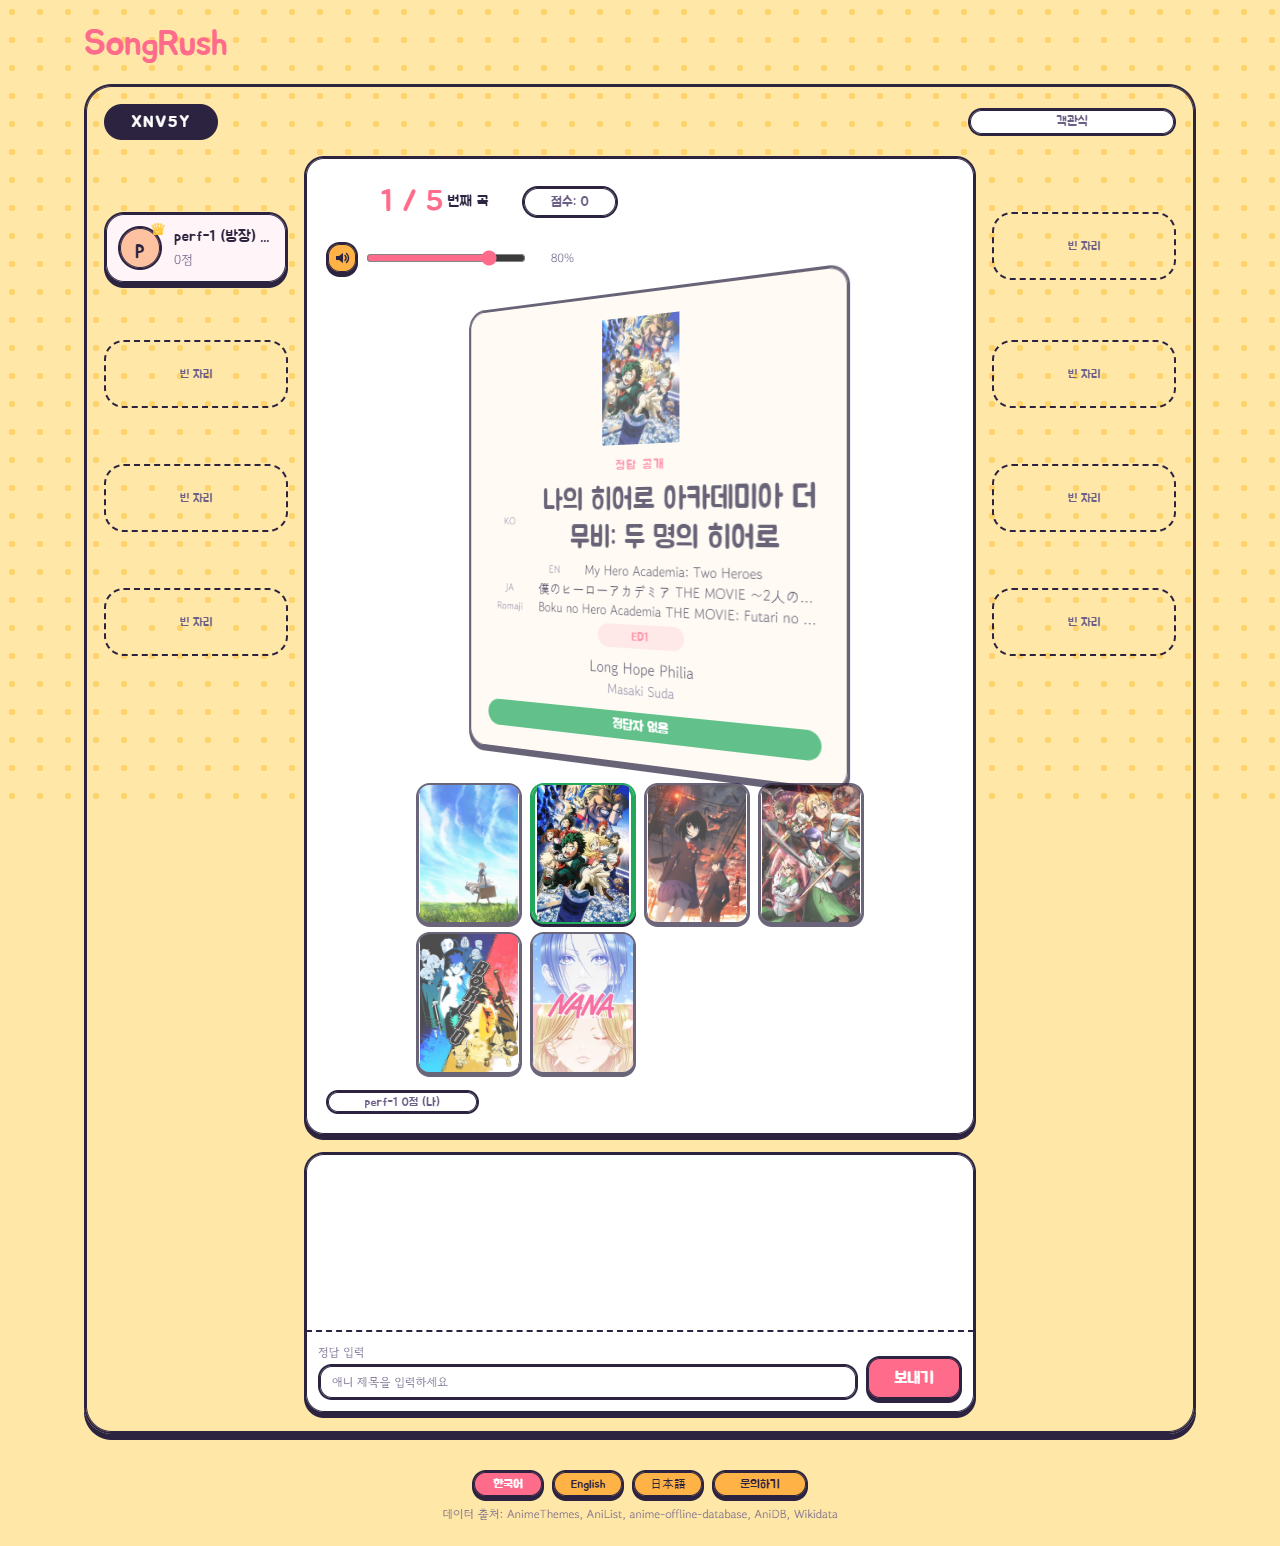 SongRush
XNV5Y
객관식
1 / 5 번째 곡
점수: 0
p
perf-1 (방장) ...
0점
80%
빈 자리
빈 자리
빈 자리
빈 자리
빈 자리
빈 자리
빈 자리
정답 공개
KO
나의 히어로 아카데미아 더
무비: 두 명의 히어로
EN My Hero Academia: Two Heroes
JA 僕のヒーローアカデミア THE MOVIE ～2人の...
Romaji Boku no Hero Academia THE MOVIE: Futari no ...
ED1
Long Hope Philia
Masaki Suda
정답자 없음
BORUTO
NANA
perf-1 0점 (나)
정답 입력
애니 제목을 입력하세요
보내기
한국어
English
日本語
문의하기
데이터 출처: AnimeThemes, AniList, anime-offline-database, AniDB, Wikidata